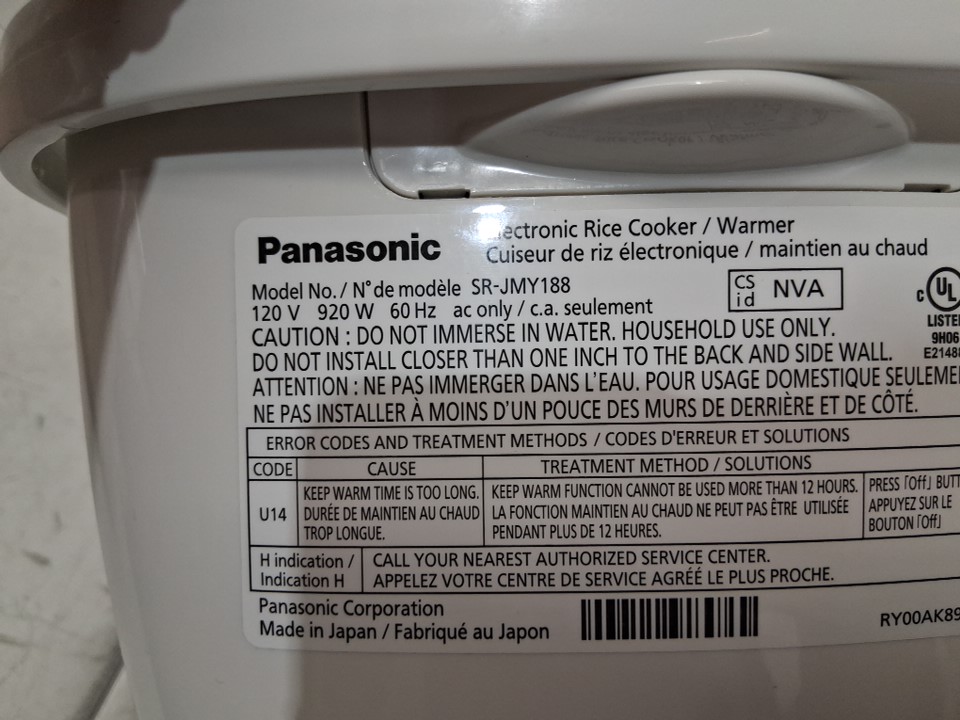 Panasonic
Electronic Rice Cooker / Warmer
Cuiseur de riz électronique / maintien au chaud
Model No. / N° de modèle SR-JMY188
120 V 920 W 60 Hz ac only / c.a. seulement
CS id NVA
c UL
LISTE
9H06
E2148
CAUTION : DO NOT IMMERSE IN WATER. HOUSEHOLD USE ONLY.
DO NOT INSTALL CLOSER THAN ONE INCH TO THE BACK AND SIDE WALL.
ATTENTION : NE PAS IMMERGER DANS L'EAU. POUR USAGE DOMESTIQUE SEULEME
NE PAS INSTALLER À MOINS D'UN POUCE DES MURS DE DERRIÈRE ET DE CÔTÉ.
ERROR CODES AND TREATMENT METHODS / CODES D'ERREUR ET SOLUTIONS
CODE CAUSE TREATMENT METHOD / SOLUTIONS
U14
KEEP WARM TIME IS TOO LONG.
DURÉE DE MAINTIEN AU CHAUD
TROP LONGUE.
KEEP WARM FUNCTION CANNOT BE USED MORE THAN 12 HOURS.
LA FONCTION MAINTIEN AU CHAUD NE PEUT PAS ÊTRE UTILISÉE
PENDANT PLUS DE 12 HEURES.
PRESS「Off」BUTT
APPUYEZ SUR LE
BOUTON「Off」
H indication /
Indication H
CALL YOUR NEAREST AUTHORIZED SERVICE CENTER.
APPELEZ VOTRE CENTRE DE SERVICE AGRÉÉ LE PLUS PROCHE.
Panasonic Corporation
Made in Japan / Fabriqué au Japon
RY00AK89